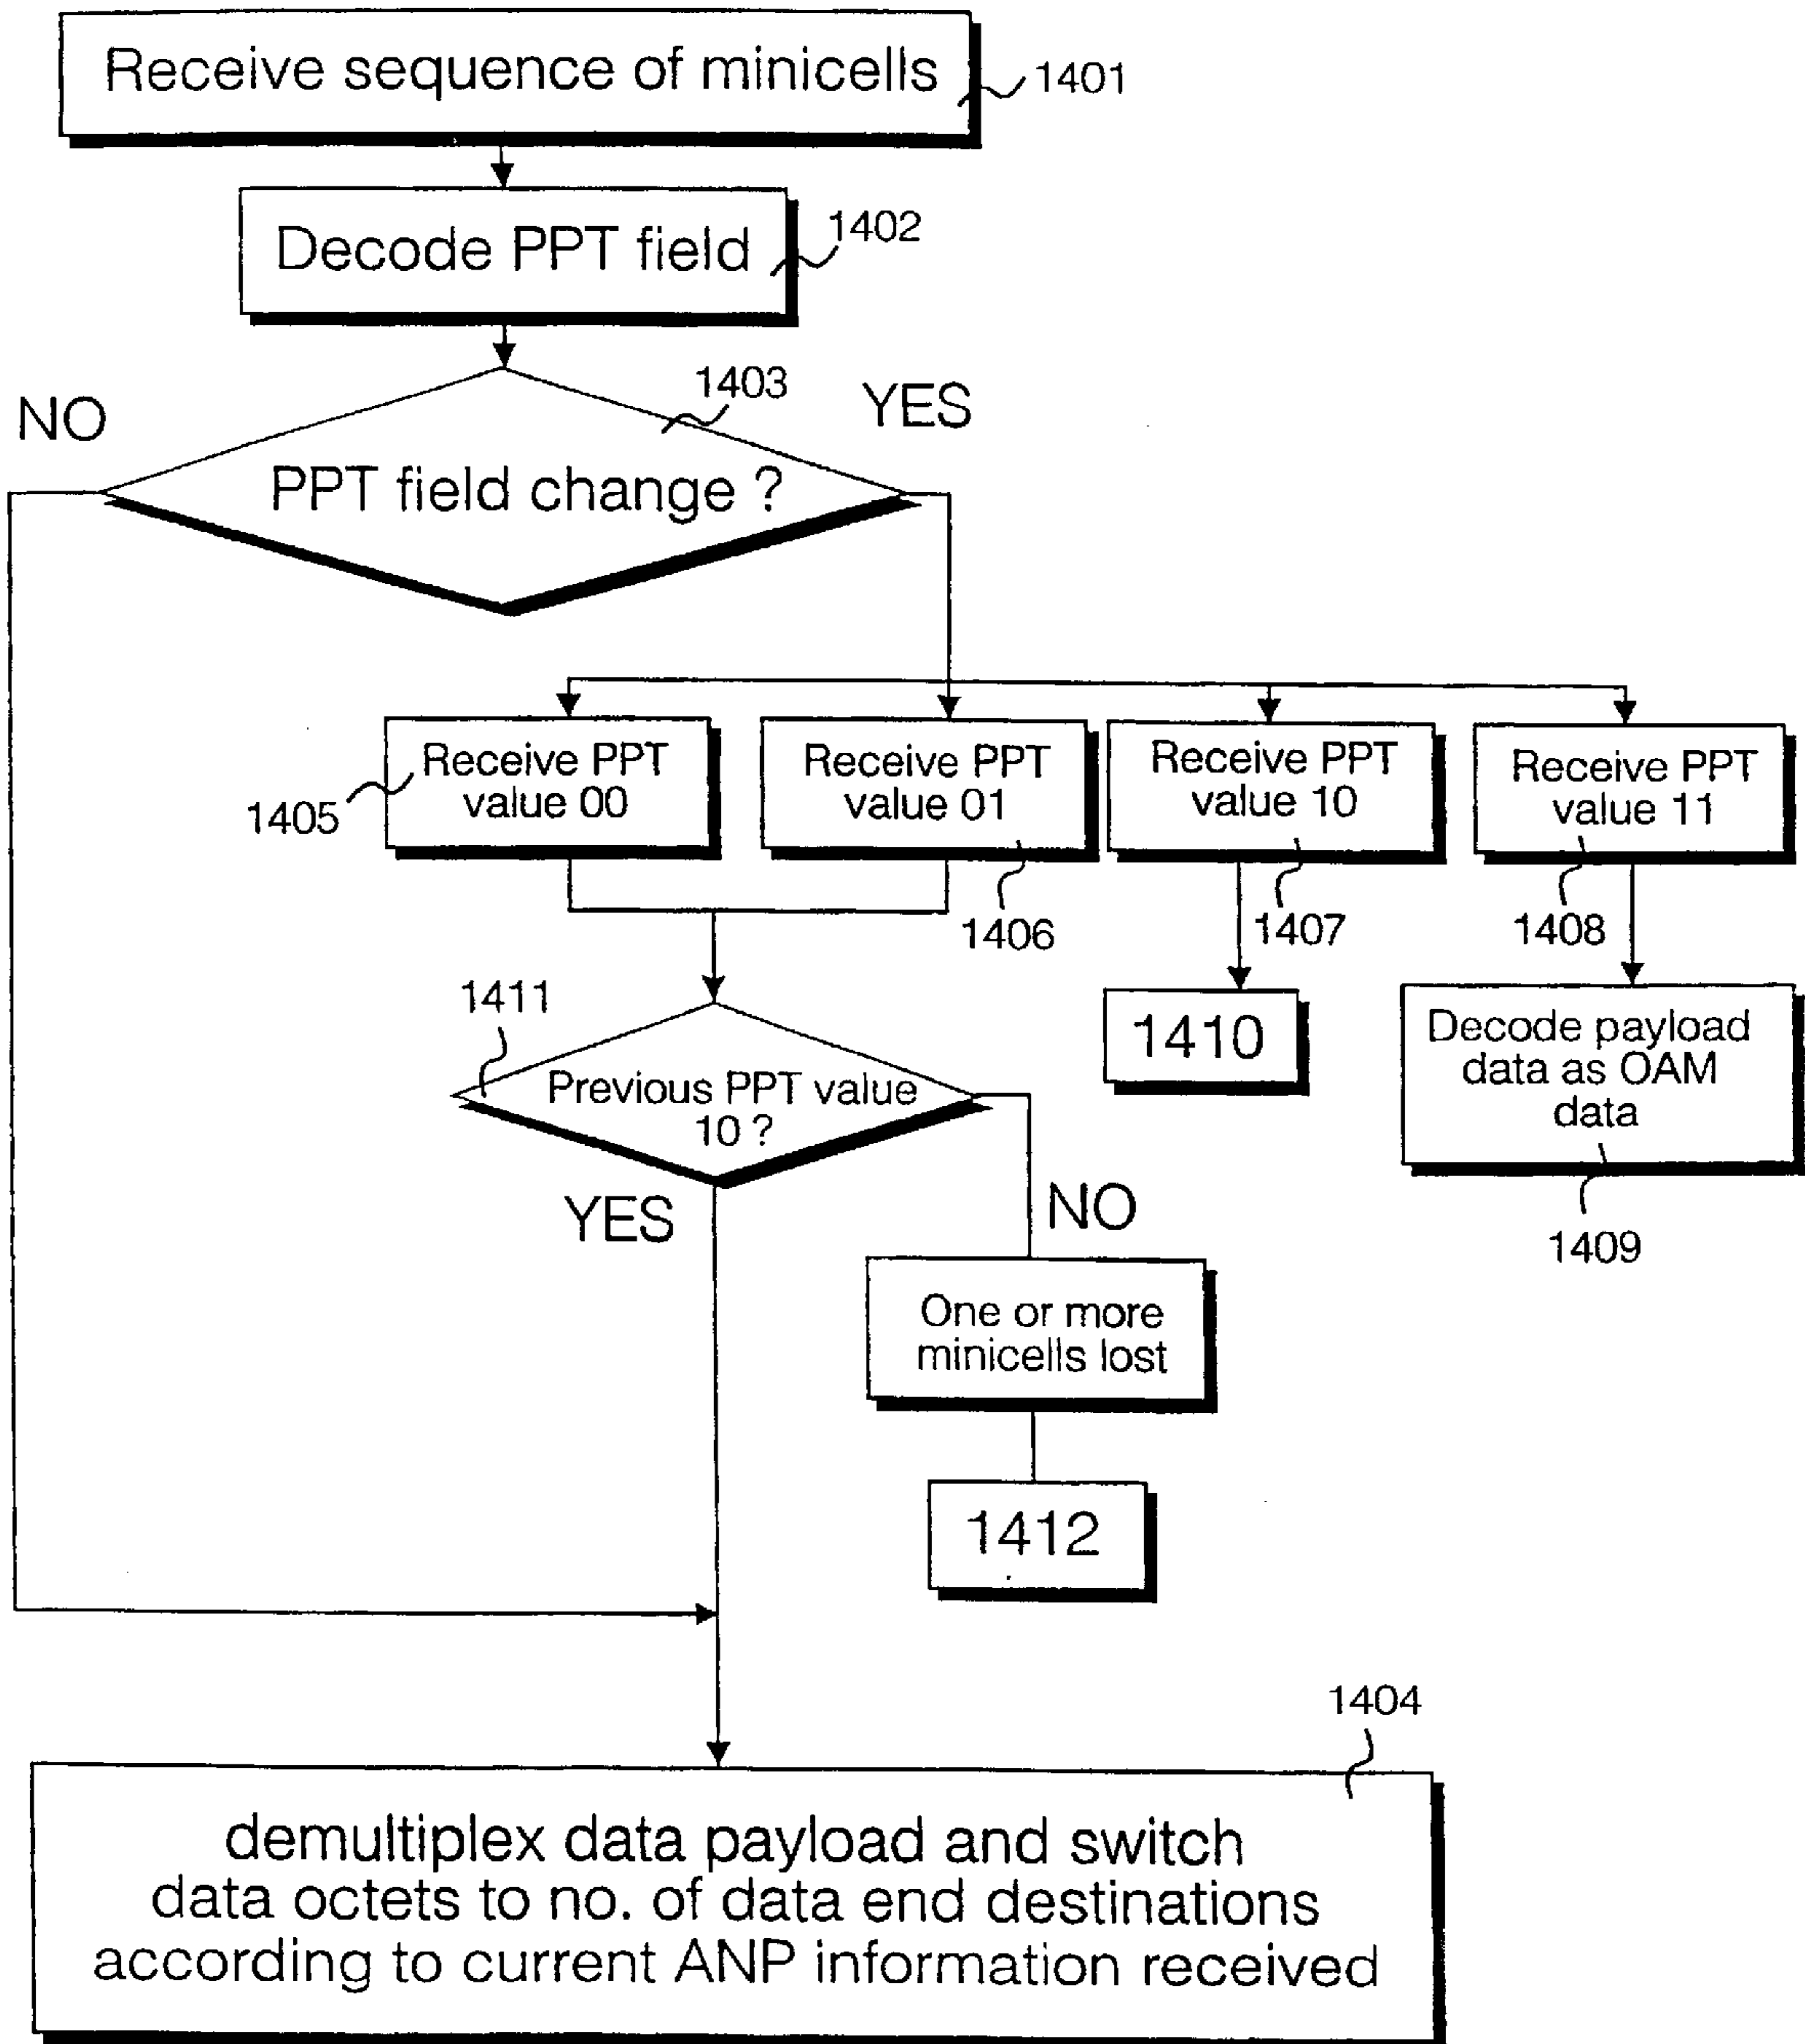 Receive sequence of minicells
1401
Decode PPT field
1402
1403
NO
YES
PPT field change ?
Receive PPT
value 00
Receive PPT
value 01
Receive PPT
value 10
Receive PPT
value 11
1405
1406
1407
1408
1411
1410
Decode payload
data as OAM
data
Previous PPT value
10 ?
YES
NO
1409
One or more
minicells lost
1412
1404
demultiplex data payload and switch
data octets to no. of data end destinations
according to current ANP information received